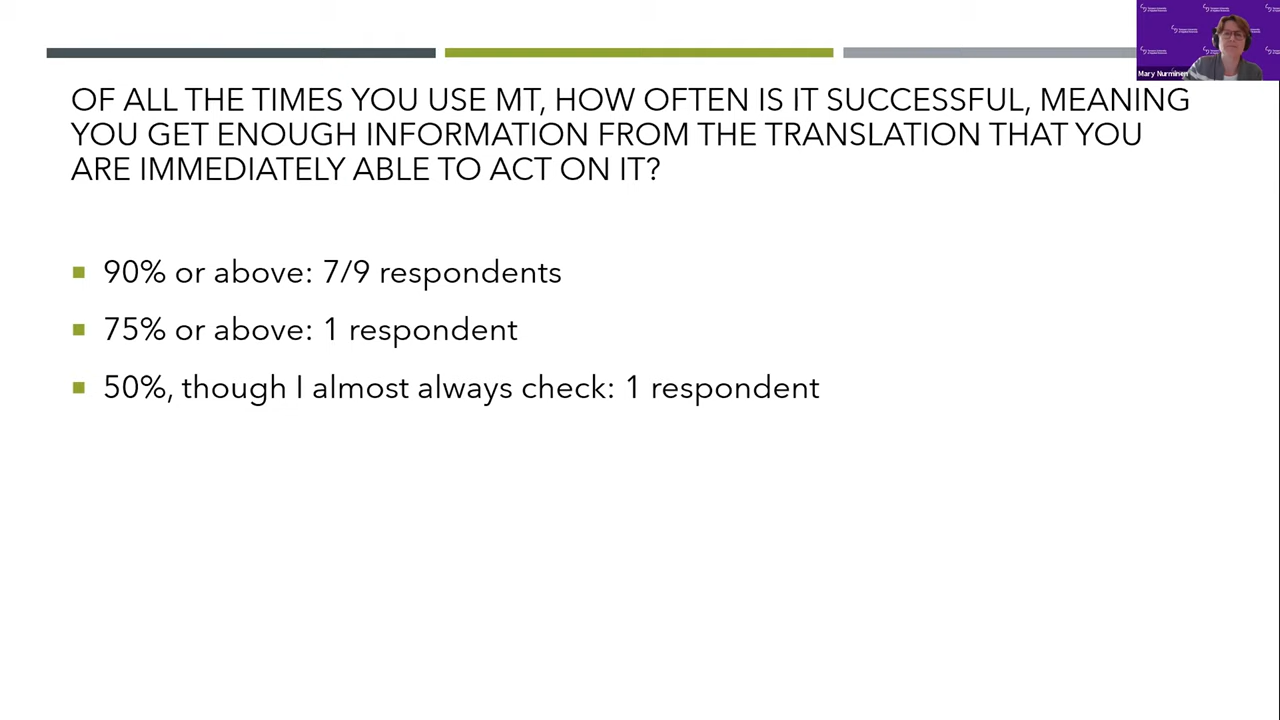 OF ALL THE TIMES YOU USE MT, HOW OFTEN IS IT SUCCESSFUL, MEANING
YOU GET ENOUGH INFORMATION FROM THE TRANSLATION THAT YOU
ARE IMMEDIATELY ABLE TO ACT ON IT?
90% or above: 7/9 respondents
75% or above: 1 respondent
50%, though I almost always check: 1 respondent
Mary Nurminen